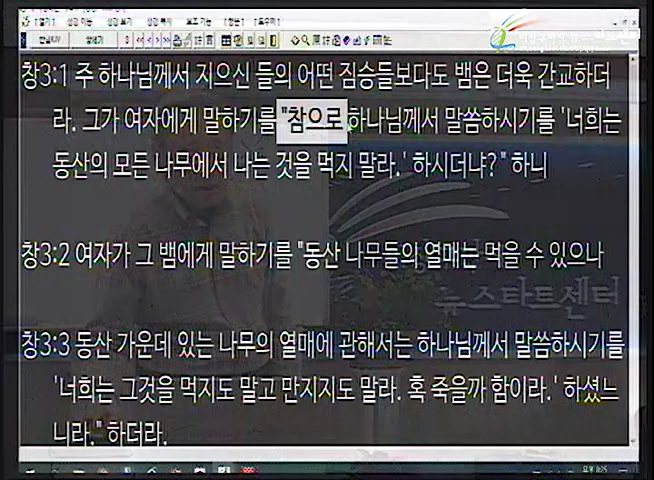 창3:1 주 하나님께서 지으신 들의 어떤 짐승들보다도 뱀은 더욱 간교하더
라. 그가 여자에게 말하기를 "참으로 하나님께서 말씀하시기를 '너희는
동산의 모든 나무에서 나는 것을 먹지 말라.' 하시더냐?" 하니
창3:2 여자가 그 뱀에게 말하기를 "동산 나무들의 열매는 먹을 수 있으나
뉴스타트센터
창3:3 동산 가운데 있는 나무의 열매에 관해서는 하나님께서 말씀하시기를
'너희는 그것을 먹지도 말고 만지지도 말라. 혹 죽을까 함이라.' 하셨느
니라." 하더라.